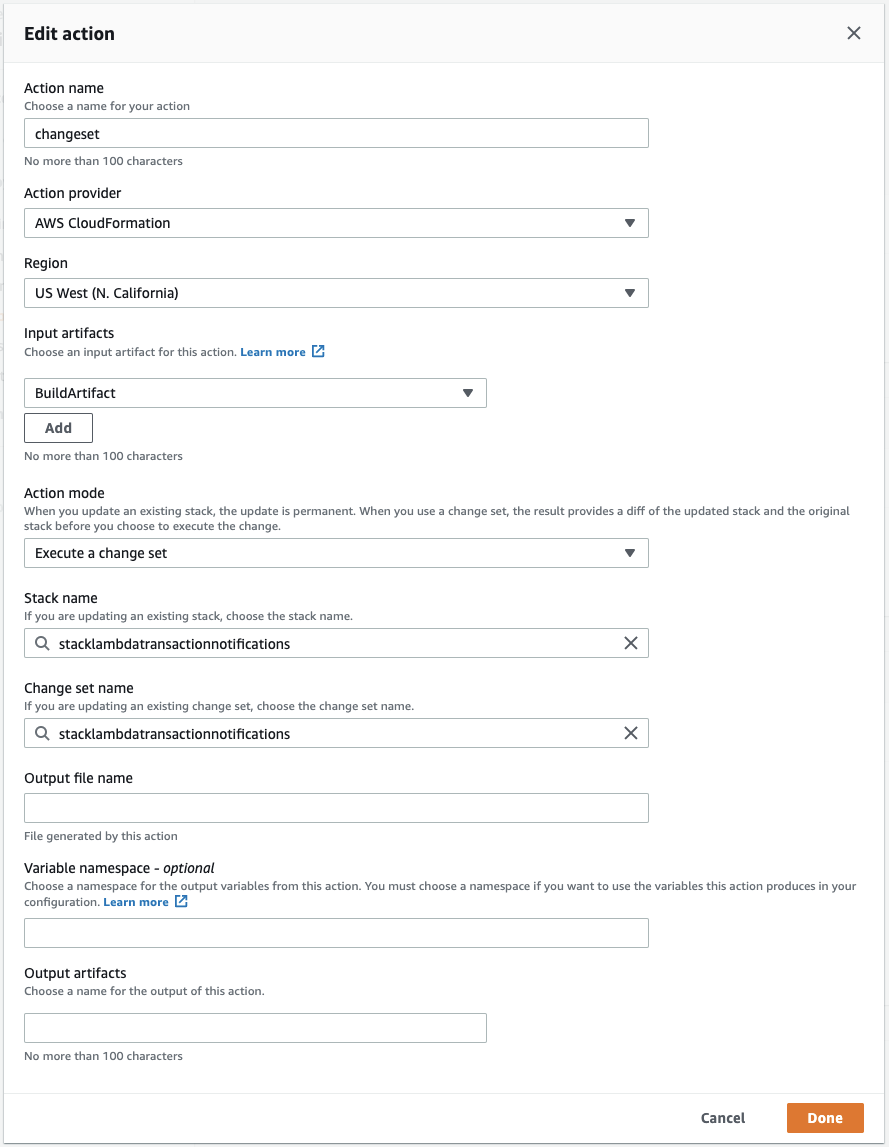 Edit action
Action name
Choose a name for your action
changeset
No more than 100 characters
Action provider
AWS CloudFormation
Region
US West (N. California)
Input artifacts
Choose an input artifact for this action. Learn more
BuildArtifact
Add
No more than 100 characters
Action mode
When you update an existing stack, the update is permanent. When you use a change set, the result provides a diff of the updated stack and the original
stack before you choose to execute the change.
Execute a change set
Stack name
If you are updating an existing stack, choose the stack name.
stacklambdatransactionnotifications
Change set name
If you are updating an existing change set, choose the change set name.
stacklambdatransactionnotifications
Output file name
File generated by this action
Variable namespace - optional
Choose a namespace for the output variables from this action. You must choose a namespace if you want to use the variables this action produces in your
configuration. Learn more
Output artifacts
Choose a name for the output of this action.
No more than 100 characters
Cancel
Done